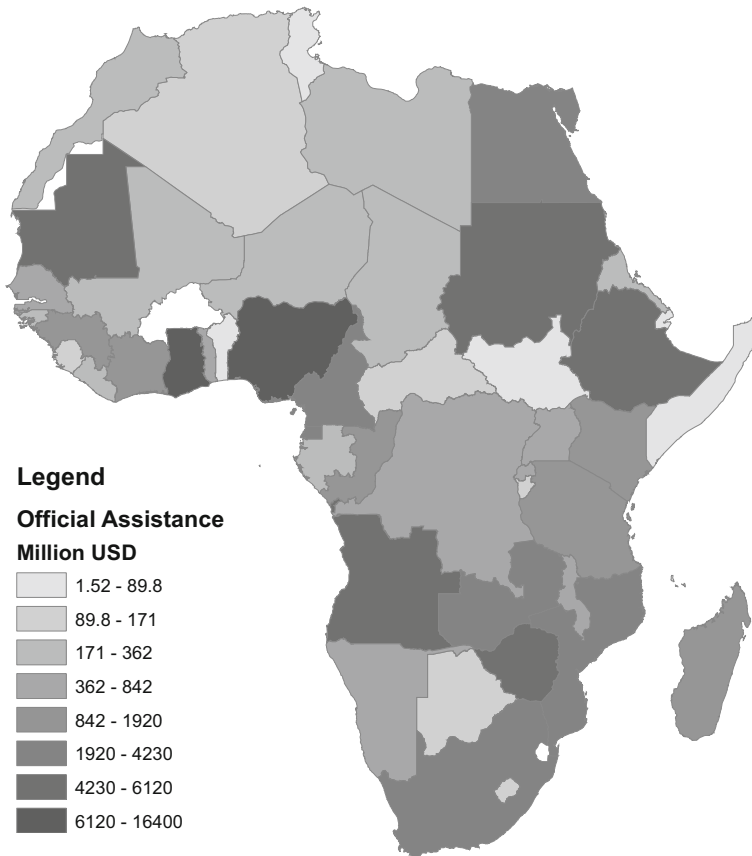 Legend
Official Assistance
Million USD
1.52 - 89.8
89.8 - 171
171 - 362
362 - 842
842 - 1920
1920 - 4230
4230 - 6120
6120 - 16400